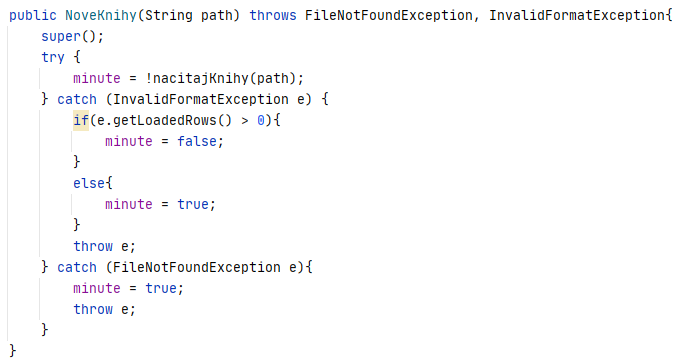 public NoveKnihy(String path) throws FileNotFoundException, InvalidFormatException{
    super();
    try {
        minute = !nacitajKnihy(path);
    } catch (InvalidFormatException e) {
        if(e.getLoadedRows() > 0){
            minute = false;
        }
        else{
            minute = true;
        }
        throw e;
    } catch (FileNotFoundException e){
        minute = true;
        throw e;
    }
}